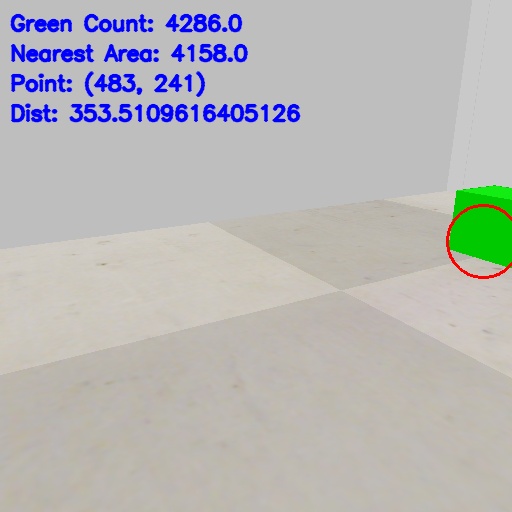 Green Count: 4286.0
Nearest Area: 4158.0
Point: (483, 241)
Dist: 353.5109616405126